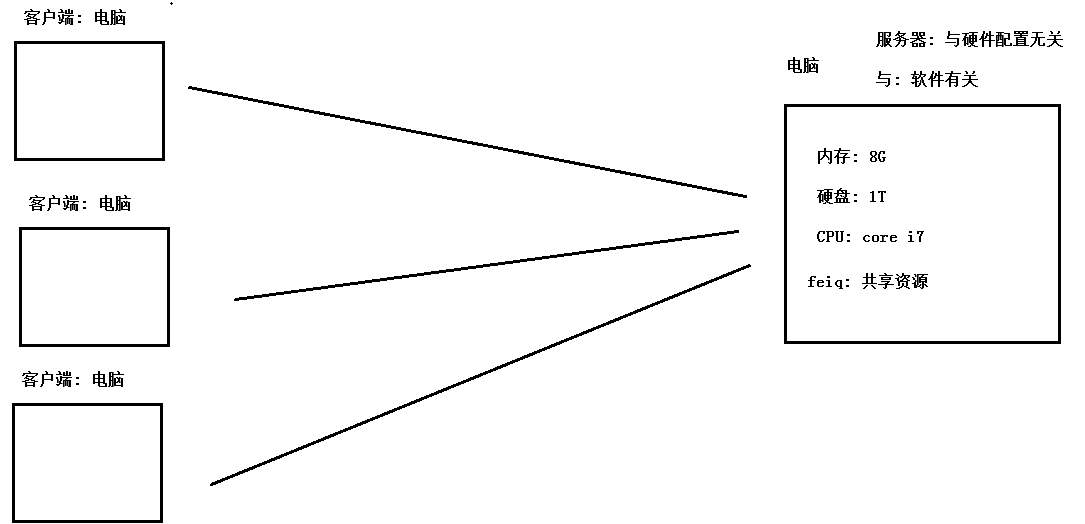 客户端: 电脑
服务器: 与硬件配置无关
电脑
与: 软件有关
内存: 8G
硬盘: 1T
客户端: 电脑
CPU: core i7
feiq: 共享资源
客户端: 电脑